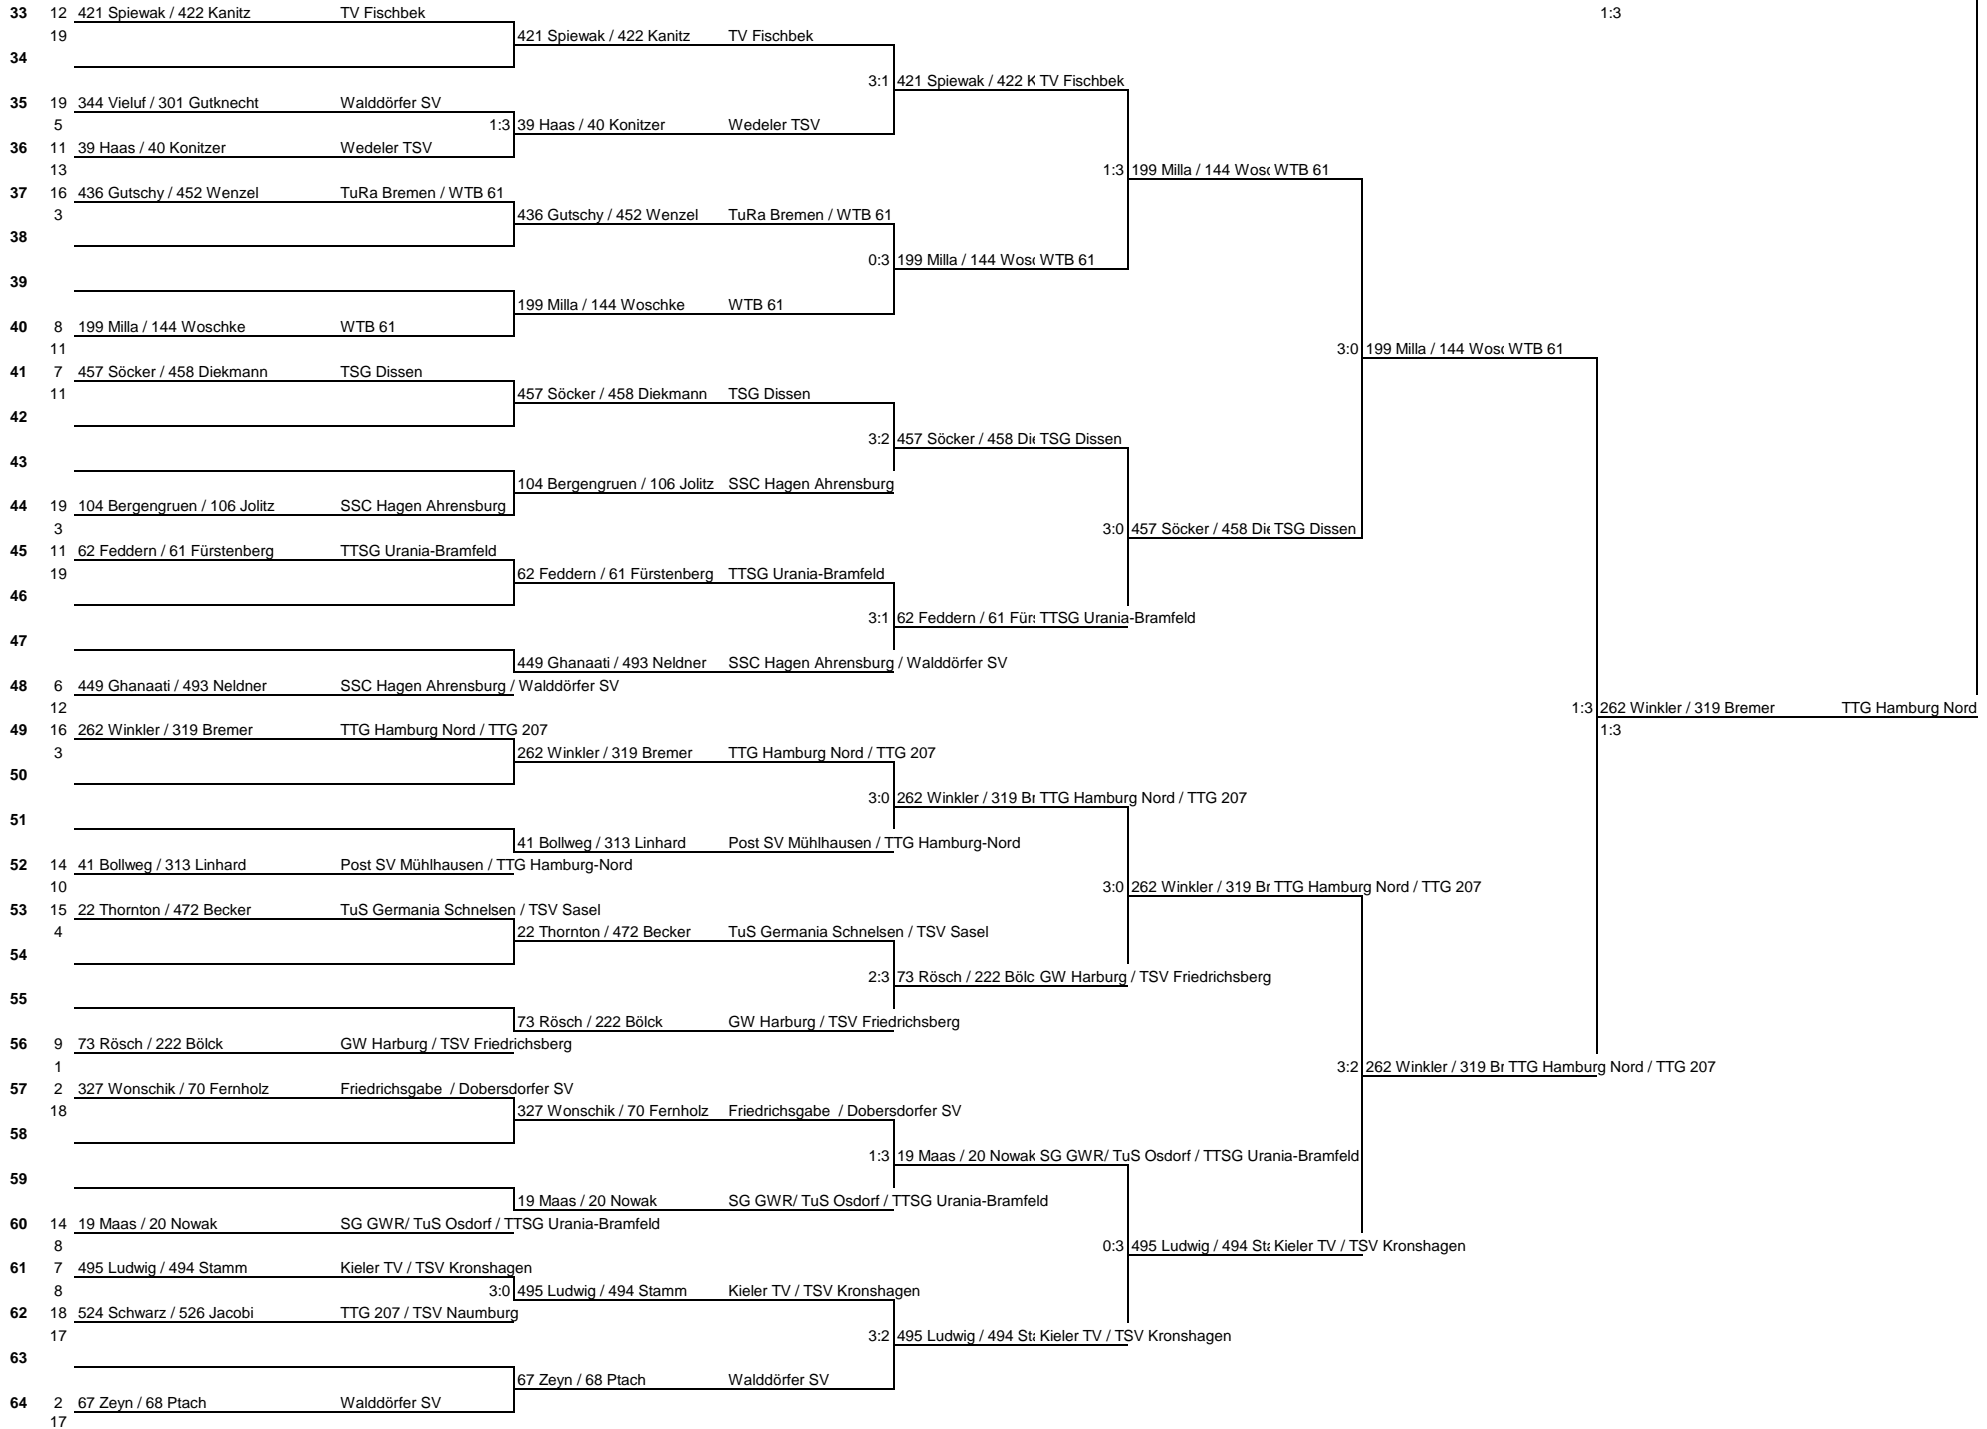 33 12 421 Spiewak / 422 Kanitz TV Fischbek 1:3
19 421 Spiewak / 422 Kanitz TV Fischbek
34
3:1 421 Spiewak / 422 K TV Fischbek
35 19 344 Vieluf / 301 Gutknecht Walddörfer SV
5 1:3 39 Haas / 40 Konitzer Wedeler TSV
36 11 39 Haas / 40 Konitzer Wedeler TSV
13 1:3 199 Milla / 144 Wosc WTB 61
37 16 436 Gutschy / 452 Wenzel TuRa Bremen / WTB 61
3 436 Gutschy / 452 Wenzel TuRa Bremen / WTB 61
38
0:3 199 Milla / 144 Wosc WTB 61
39
199 Milla / 144 Woschke WTB 61
40 8 199 Milla / 144 Woschke WTB 61
11 3:0 199 Milla / 144 Wosc WTB 61
41 7 457 Söcker / 458 Diekmann TSG Dissen
11 457 Söcker / 458 Diekmann TSG Dissen
42
3:2 457 Söcker / 458 Die TSG Dissen
43
104 Bergengruen / 106 Jolitz SSC Hagen Ahrensburg
44 19 104 Bergengruen / 106 Jolitz SSC Hagen Ahrensburg
3 3:0 457 Söcker / 458 Die TSG Dissen
45 11 62 Feddern / 61 Fürstenberg TTSG Urania-Bramfeld
19 62 Feddern / 61 Fürstenberg TTSG Urania-Bramfeld
46
3:1 62 Feddern / 61 Fürs TTSG Urania-Bramfeld
47
449 Ghanaati / 493 Neldner SSC Hagen Ahrensburg / Walddörfer SV
48 6 449 Ghanaati / 493 Neldner SSC Hagen Ahrensburg / Walddörfer SV
12 1:3 262 Winkler / 319 Bremer TTG Hamburg Nord
49 16 262 Winkler / 319 Bremer TTG Hamburg Nord / TTG 207 1:3
3 262 Winkler / 319 Bremer TTG Hamburg Nord / TTG 207
50
3:0 262 Winkler / 319 Br TTG Hamburg Nord / TTG 207
51
41 Bollweg / 313 Linhard Post SV Mühlhausen / TTG Hamburg-Nord
52 14 41 Bollweg / 313 Linhard Post SV Mühlhausen / TTG Hamburg-Nord
10 3:0 262 Winkler / 319 Br TTG Hamburg Nord / TTG 207
53 15 22 Thornton / 472 Becker TuS Germania Schnelsen / TSV Sasel
4 22 Thornton / 472 Becker TuS Germania Schnelsen / TSV Sasel
54
2:3 73 Rösch / 222 Bölc GW Harburg / TSV Friedrichsberg
55
73 Rösch / 222 Bölck GW Harburg / TSV Friedrichsberg
56 9 73 Rösch / 222 Bölck GW Harburg / TSV Friedrichsberg
1 3:2 262 Winkler / 319 Br TTG Hamburg Nord / TTG 207
57 2 327 Wonschik / 70 Fernholz Friedrichsgabe / Dobersdorfer SV
18 327 Wonschik / 70 Fernholz Friedrichsgabe / Dobersdorfer SV
58
1:3 19 Maas / 20 Nowak SG GWR/ TuS Osdorf / TTSG Urania-Bramfeld
59
19 Maas / 20 Nowak SG GWR/ TuS Osdorf / TTSG Urania-Bramfeld
60 14 19 Maas / 20 Nowak SG GWR/ TuS Osdorf / TTSG Urania-Bramfeld
8 0:3 495 Ludwig / 494 Sta Kieler TV / TSV Kronshagen
61 7 495 Ludwig / 494 Stamm Kieler TV / TSV Kronshagen
8 3:0 495 Ludwig / 494 Stamm Kieler TV / TSV Kronshagen
62 18 524 Schwarz / 526 Jacobi TTG 207 / TSV Naumburg
17 3:2 495 Ludwig / 494 Sta Kieler TV / TSV Kronshagen
63
67 Zeyn / 68 Ptach Walddörfer SV
64 2 67 Zeyn / 68 Ptach Walddörfer SV
17